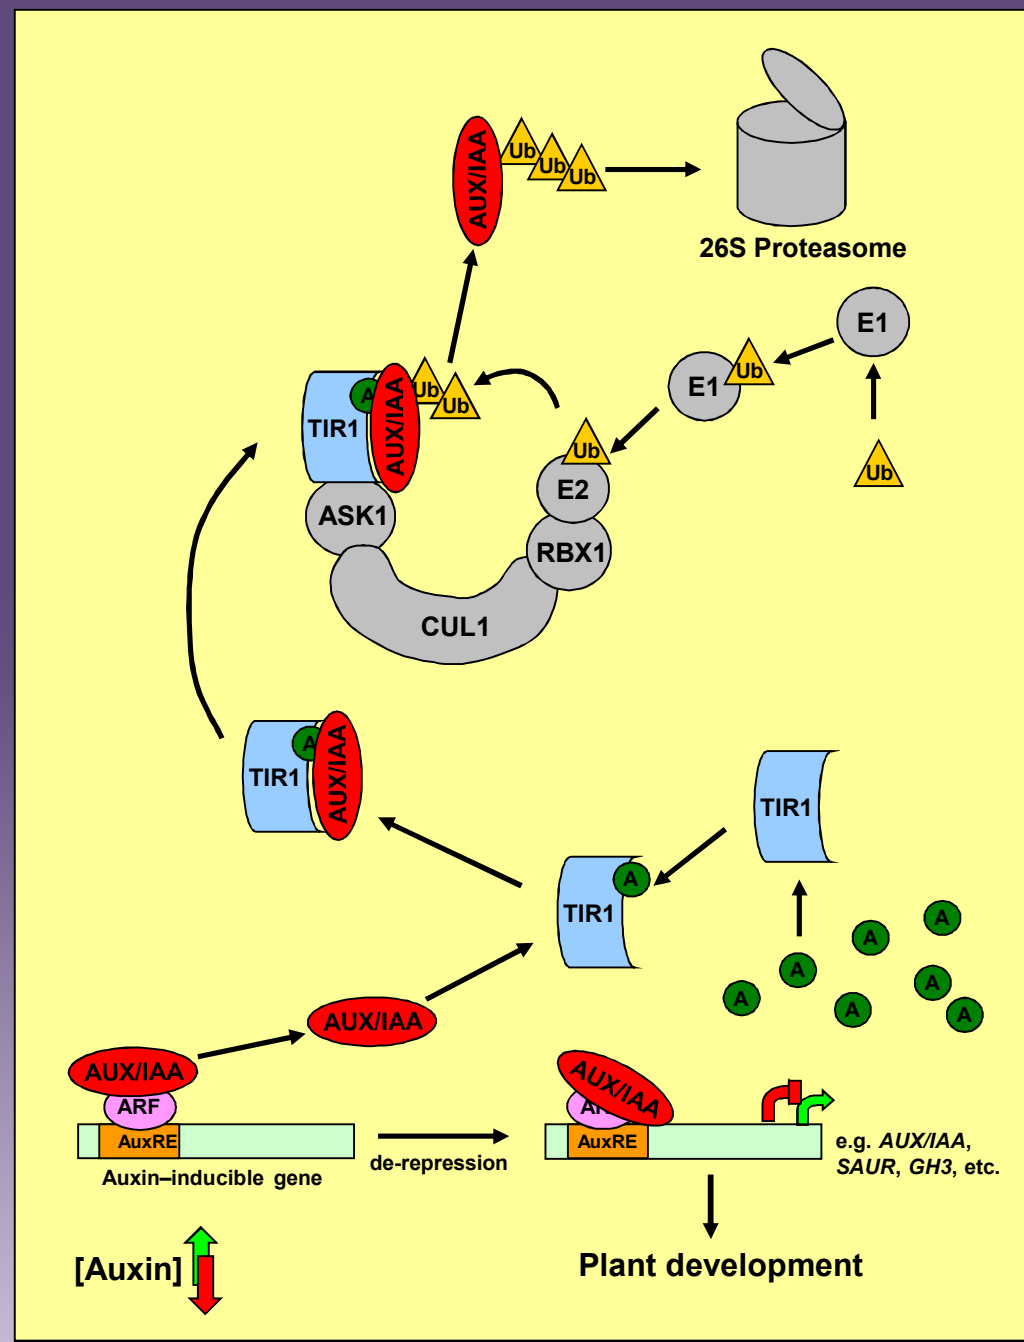 AUX/IAA
Ub
Ub
Ub
26S Proteasome
E1
Ub
E1
Ub
A
TIR1
AUX/IAA
Ub
Ub
Ub
E2
ASK1
RBX1
CUL1
A
TIR1
AUX/IAA
TIR1
A
TIR1
A
A
A
A
A
A
A
AUX/IAA
AUX/IAA
ARF
AuxRE
Auxin–inducible gene
de-repression
AUX/IAA
AuxRE
e.g. AUX/IAA,
SAUR, GH3, etc.
[Auxin]
Plant development